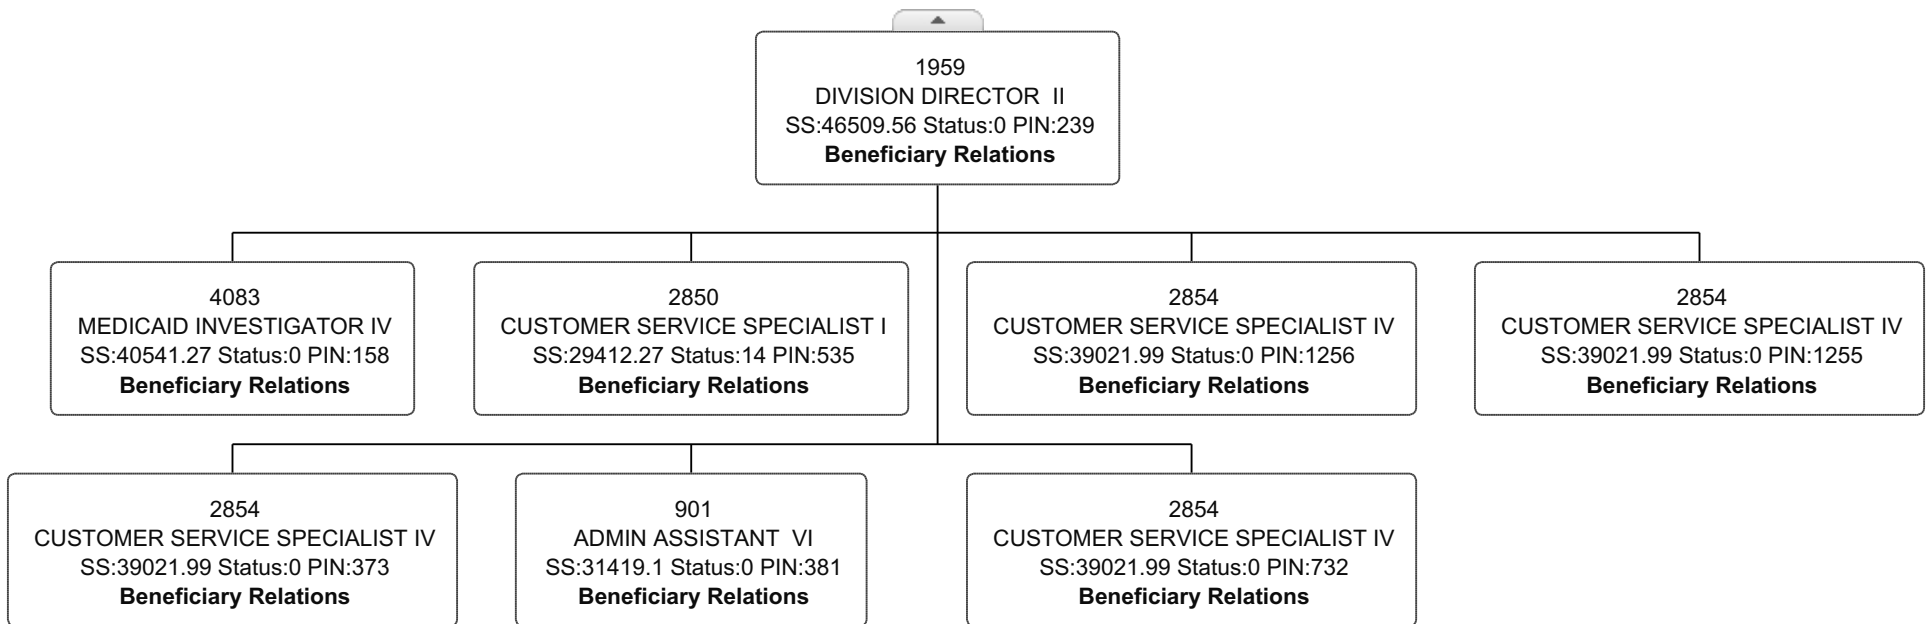 1959
DIVISION DIRECTOR  II
SS:46509.56 Status:0 PIN:239
Beneficiary Relations
4083
MEDICAID INVESTIGATOR IV
SS:40541.27 Status:0 PIN:158
Beneficiary Relations
2850
CUSTOMER SERVICE SPECIALIST I
SS:29412.27 Status:14 PIN:535
Beneficiary Relations
2854
CUSTOMER SERVICE SPECIALIST IV
SS:39021.99 Status:0 PIN:1256
Beneficiary Relations
2854
CUSTOMER SERVICE SPECIALIST IV
SS:39021.99 Status:0 PIN:1255
Beneficiary Relations
2854
CUSTOMER SERVICE SPECIALIST IV
SS:39021.99 Status:0 PIN:373
Beneficiary Relations
901
ADMIN ASSISTANT  VI
SS:31419.1 Status:0 PIN:381
Beneficiary Relations
2854
CUSTOMER SERVICE SPECIALIST IV
SS:39021.99 Status:0 PIN:732
Beneficiary Relations